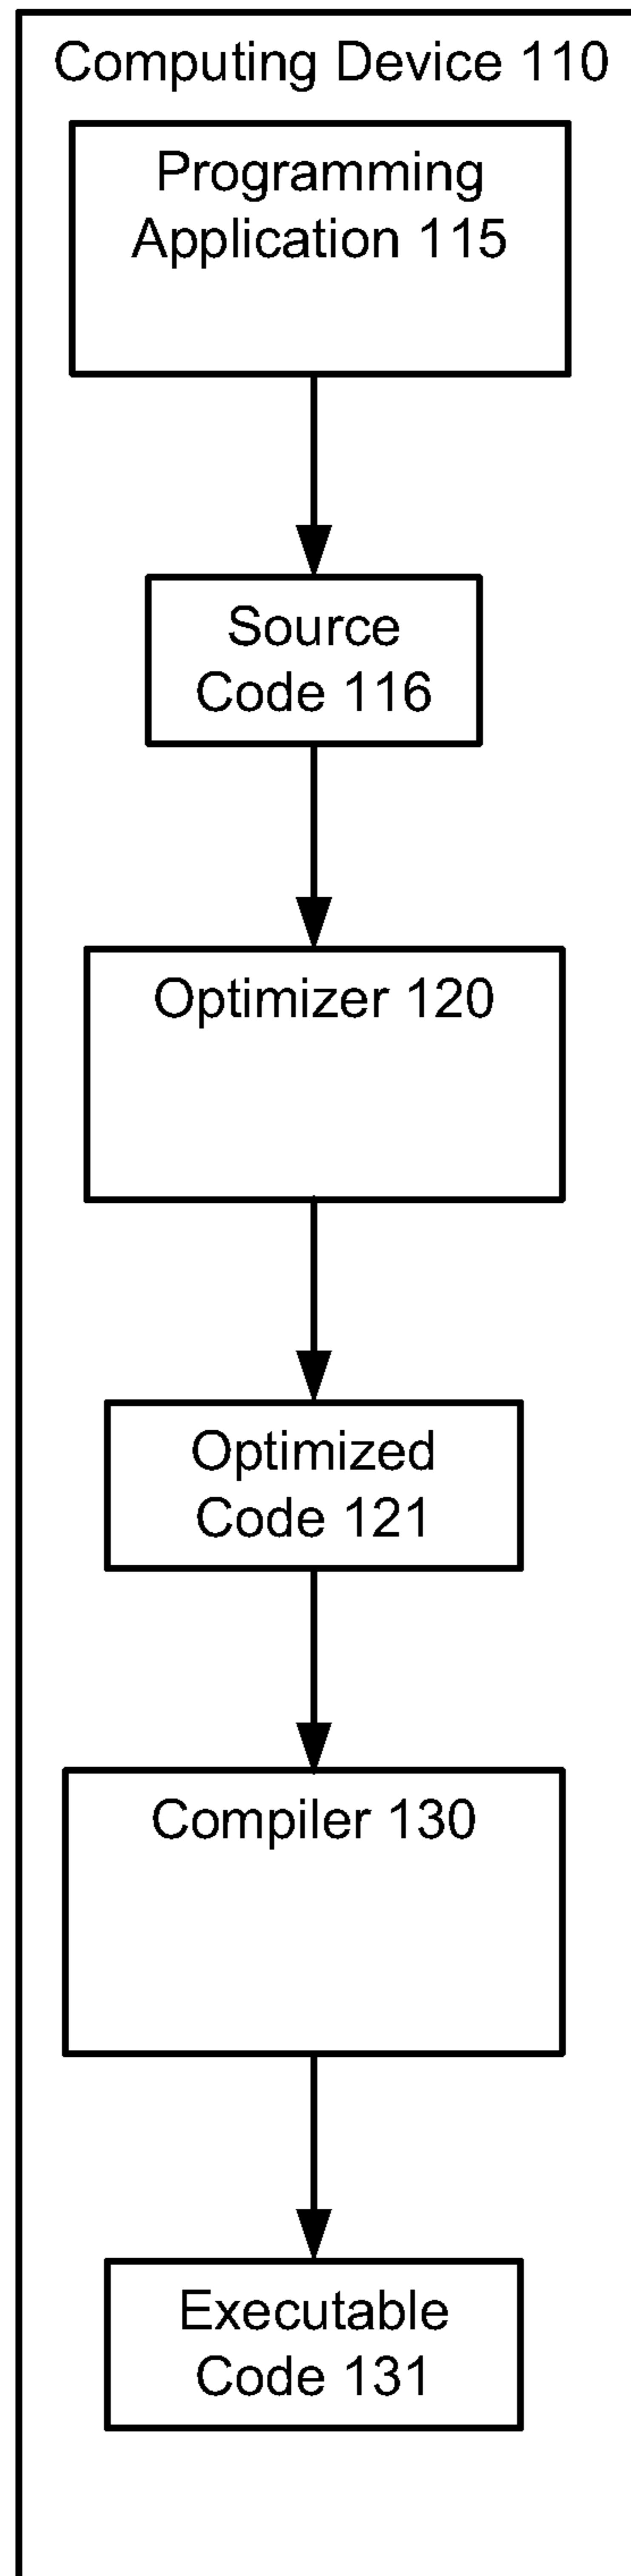 Computing Device 110
Programming
Application 115
Source
Code 116
Optimizer 120
Optimized
Code 121
Compiler 130
Executable
Code 131